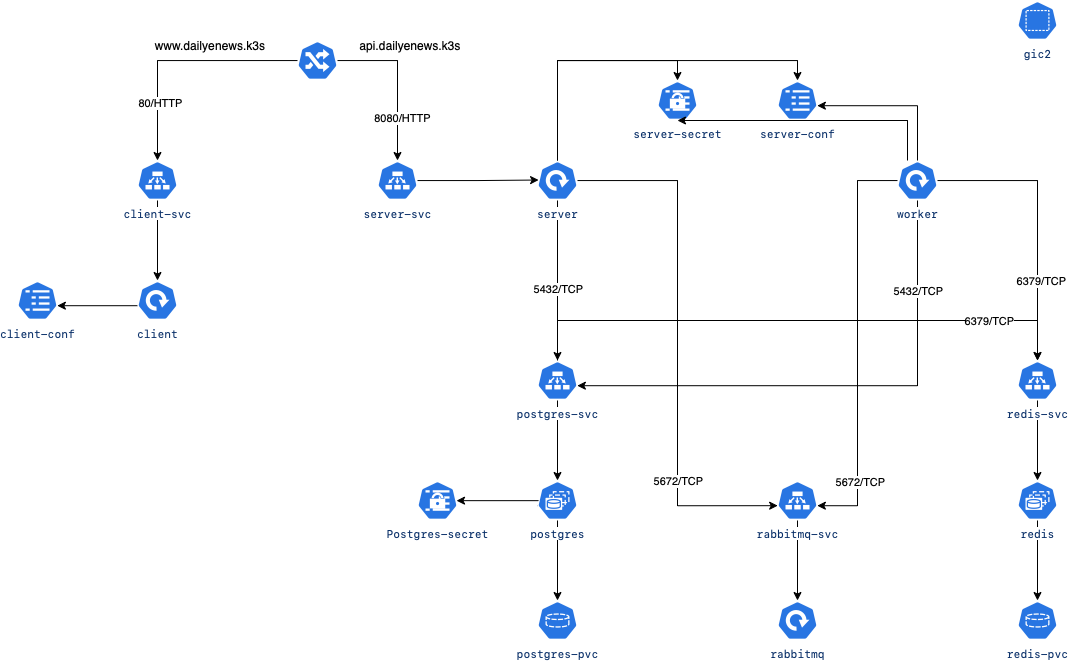 www.dailyenews.k3s
api.dailyenews.k3s
gic2
80/HTTP
8080/HTTP
server-secret
server-conf
client-svc
server-svc
server
worker
5432/TCP
5432/TCP
6379/TCP
6379/TCP
client-conf
client
postgres-svc
redis-svc
5672/TCP
5672/TCP
Postgres-secret
postgres
rabbitmq-svc
redis
postgres-pvc
rabbitmq
redis-pvc